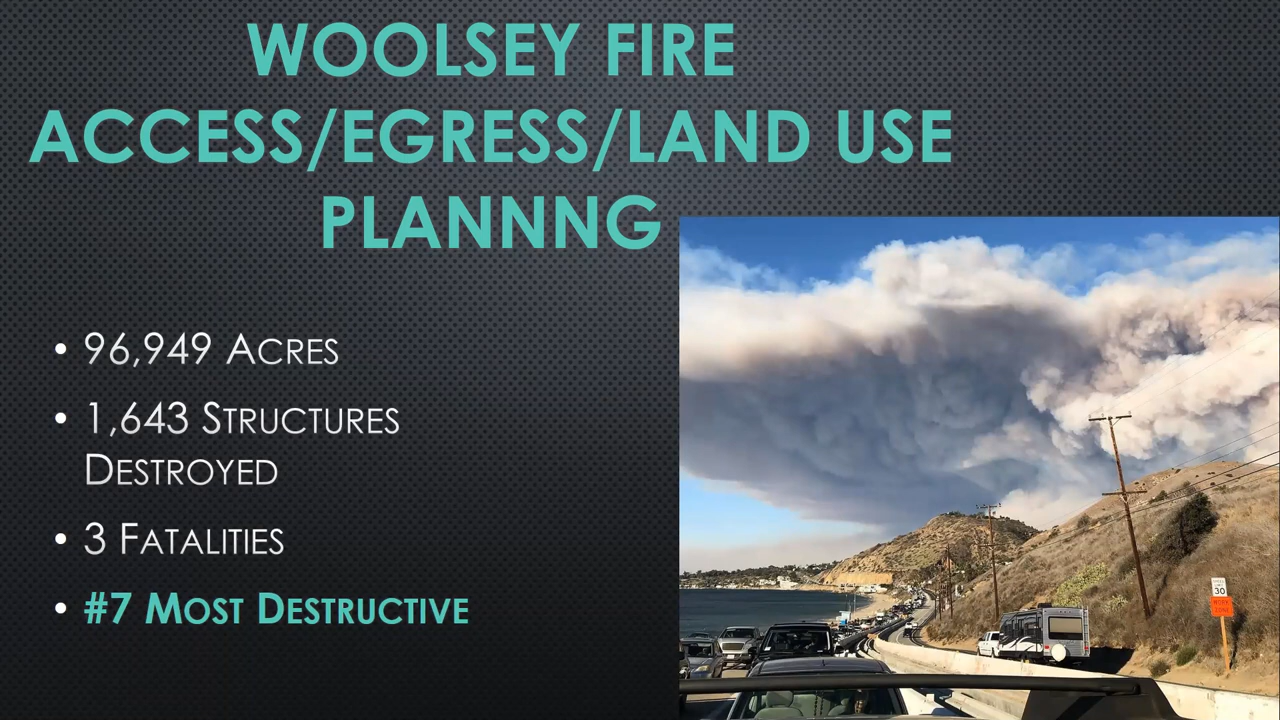 WOOLSEY FIRE
ACCESS/EGRESS/LAND USE
PLANNNG
• 96,949 ACRES
• 1,643 STRUCTURES
DESTROYED
• 3 FATALITIES
• #7 MOST DESTRUCTIVE
30